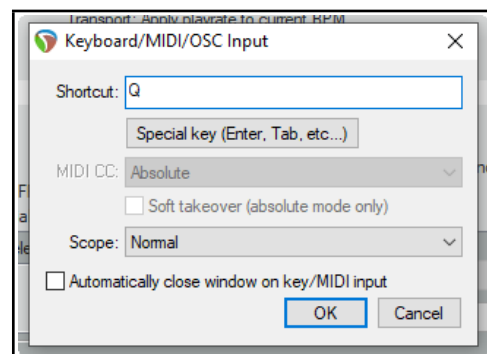 Transport: Apply playrate to current BPM
Keyboard/MIDI/OSC Input
Shortcut: Q
Special key (Enter, Tab, etc...)
MIDI CC: Absolute
Soft takeover (absolute mode only)
Scope: Normal
Automatically close window on key/MIDI input
OK Cancel